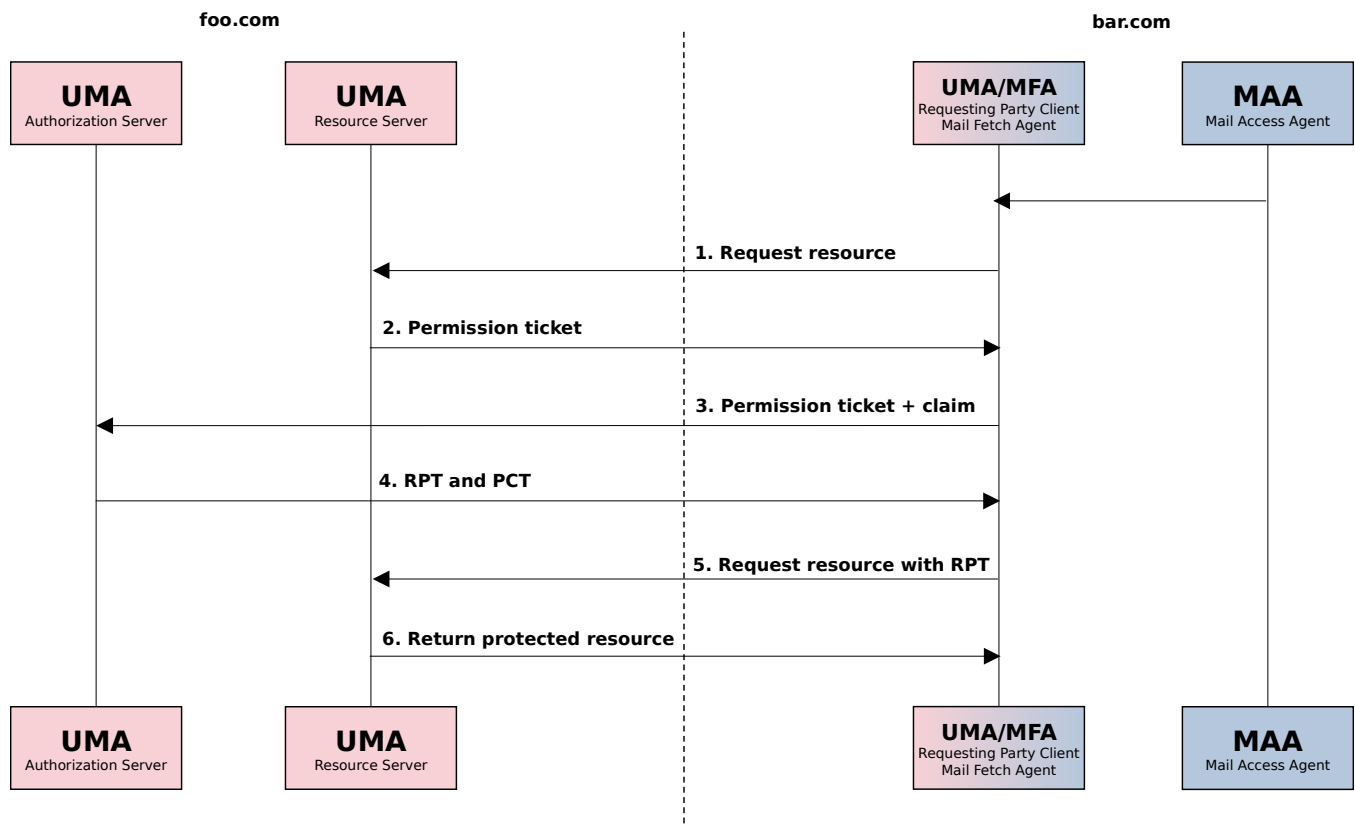 foo.com
bar.com
UMA
Authorization Server
UMA
Resource Server
UMA/MFA
Requesting Party Client
Mail Fetch Agent
MAA
Mail Access Agent
1. Request resource
2. Permission ticket
3. Permission ticket + claim
4. RPT and PCT
5. Request resource with RPT
6. Return protected resource
UMA
Authorization Server
UMA
Resource Server
UMA/MFA
Requesting Party Client
Mail Fetch Agent
MAA
Mail Access Agent